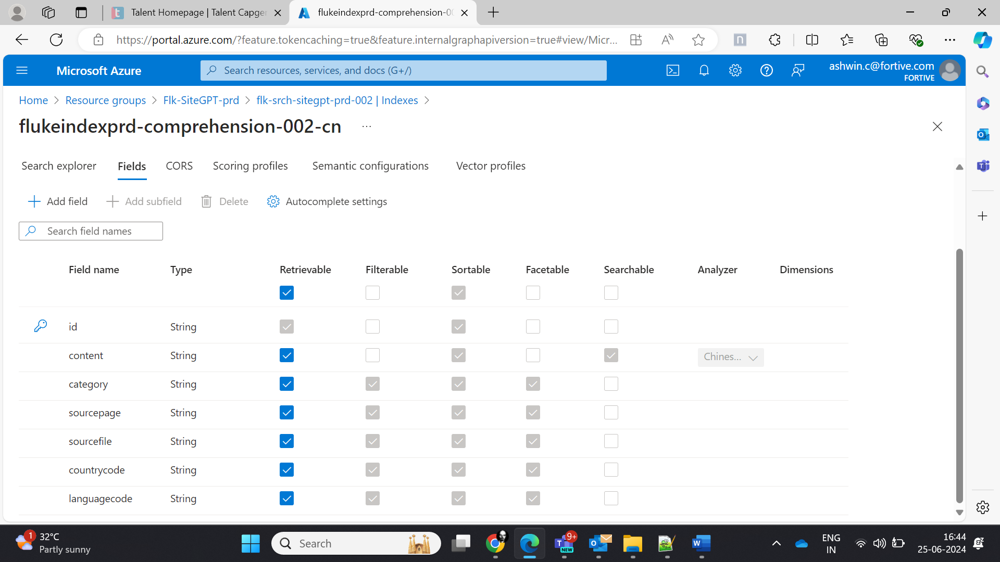 Talent Homepage | Talent Capger
flukeindexprd-comprehension-00
https://portal.azure.com/?feature.tokencaching=true&feature.internalgraphapiversion=true#view/Micr...
Microsoft Azure
Search resources, services, and docs (G+/)
ashwin.c@fortive.com
FORTIVE
Home > Resource groups > Flk-SiteGPT-prd > flk-srch-sitegpt-prd-002 | Indexes >
flukeindexprd-comprehension-002-cn ...
Search explorer Fields CORS Scoring profiles Semantic configurations Vector profiles
Add field Add subfield Delete Autocomplete settings
Search field names
Field name Type Retrievable Filterable Sortable Facetable Searchable Analyzer Dimensions
id String
content String Chines...
category String
sourcepage String
sourcefile String
countrycode String
languagecode String
1
32°C
Partly sunny
Search
9+
NEW
ENG
IN
16:44
25-06-2024